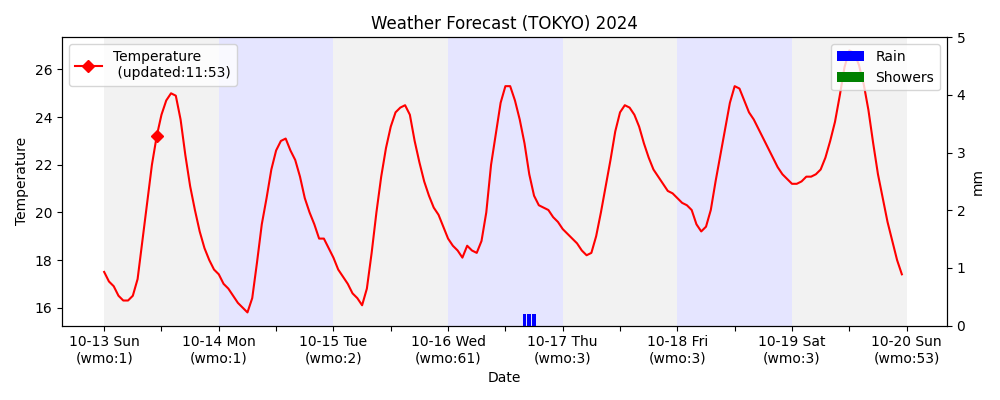 Weather Forecast (TOKYO) 2024
Temperature
(updated:11:53)
Rain
Showers
Temperature
26
24
22
20
18
16
5
4
3
2
1
0
mm
10-13 Sun
(wmo:1)
10-14 Mon
(wmo:1)
10-15 Tue
(wmo:2)
10-16 Wed
(wmo:61)
10-17 Thu
(wmo:3)
10-18 Fri
(wmo:3)
10-19 Sat
(wmo:3)
10-20 Sun
(wmo:53)
Date